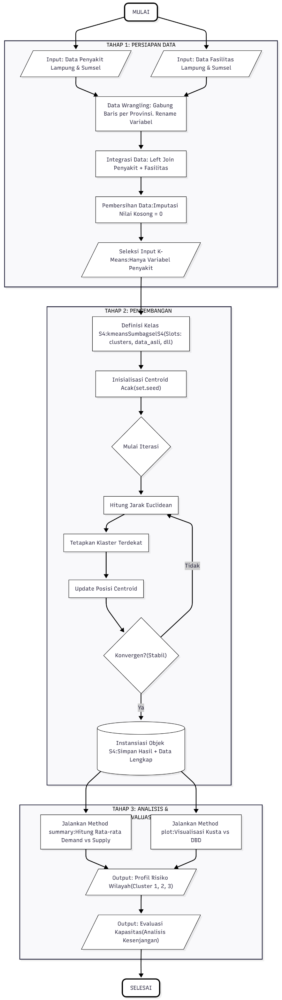 MULAI
TAHAP 1: PERSIAPAN DATA
Input: Data Penyakit
Lampung & Sumsel
Input: Data Fasilitas
Lampung & Sumsel
Data Wrangling: Gabung
Baris per Provinsi. Rename
Variabel
Integrasi Data: Left Join
Penyakit + Fasilitas
Pembersihan Data:Imputasi
Nilai Kosong = 0
Seleksi Input K-
Means:Hanya Variabel
Penyakit
TAHAP 2: PENGEMBANGAN
Definisi Kelas
S4:kmeansSumbagselS4(Slots:
clusters, data_asli, dll)
Inisialisasi Centroid
Acak(set.seed)
Mulai Iterasi
Hitung Jarak Euclidean
Tetapkan Klaster Terdekat
Tidak
Update Posisi Centroid
Konvergen?(Stabil)
Ya
Instansiasi Objek
S4:Simpan Hasil + Data
Lengkap
TAHAP 3: ANALISIS &
VALUAS
Jalankan Method
summary:Hitung Rata-rata
Demand vs Supply
Jalankan Method
plot:Visualisasi Kusta vs
DBD
Output: Profil Risiko
Wilayah(Cluster 1, 2, 3)
Output: Evaluasi
Kapasitas(Analisis
Kesenjangan)
SELESAI